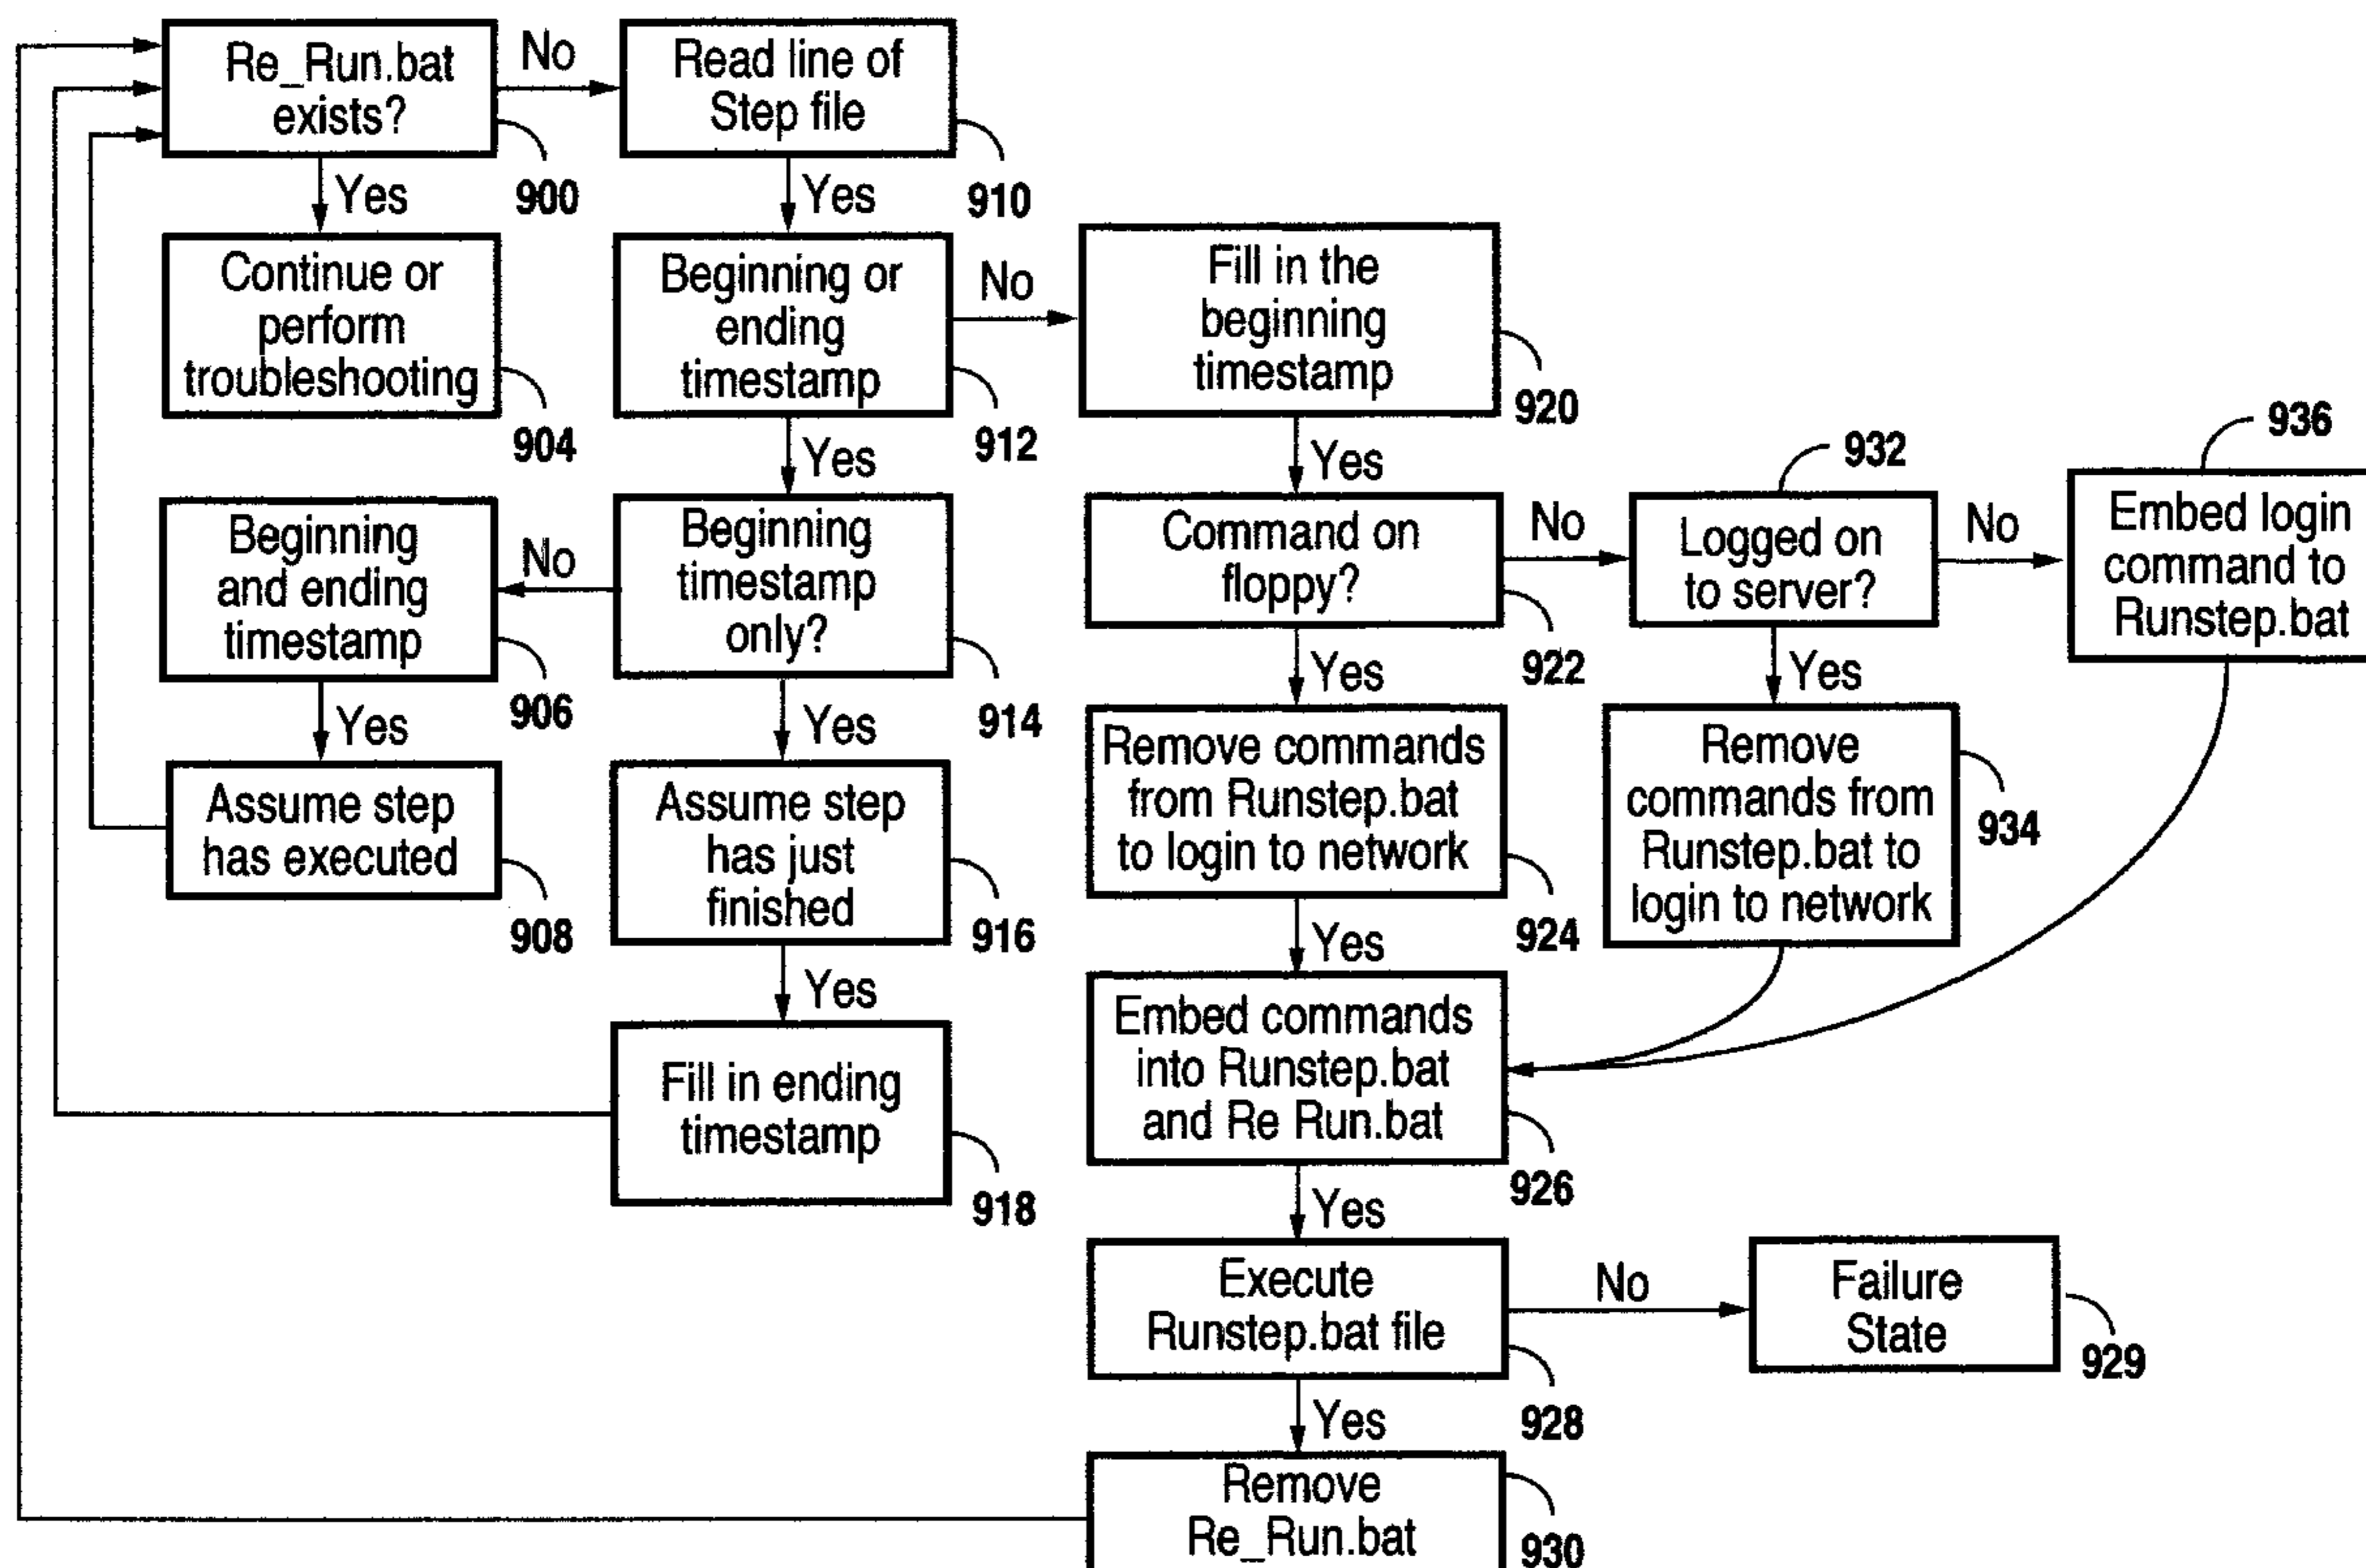 Re_Run.bat
exists?
900
No
Read line of
Step file
910
Yes
Yes
Continue or
perform
troubleshooting
904
Beginning or
ending
timestamp
912
No
Fill in the
beginning
timestamp
920
Yes
Yes
Beginning
and ending
timestamp
906
No
Beginning
timestamp
only?
914
Command on
floppy?
922
No
Logged on
to server?
932
No
Embed login
command to
Runstep.bat
936
Yes
Yes
Yes
Yes
Assume step
has executed
908
Assume step
has just
finished
916
Remove commands
from Runstep.bat
to login to network
924
Remove
commands from
Runstep.bat to
login to network
934
Yes
Yes
Fill in ending
timestamp
918
Embed commands
into Runstep.bat
and Re Run.bat
926
Yes
Execute
Runstep.bat file
928
No
Failure
State
929
Yes
Remove
Re_Run.bat
930